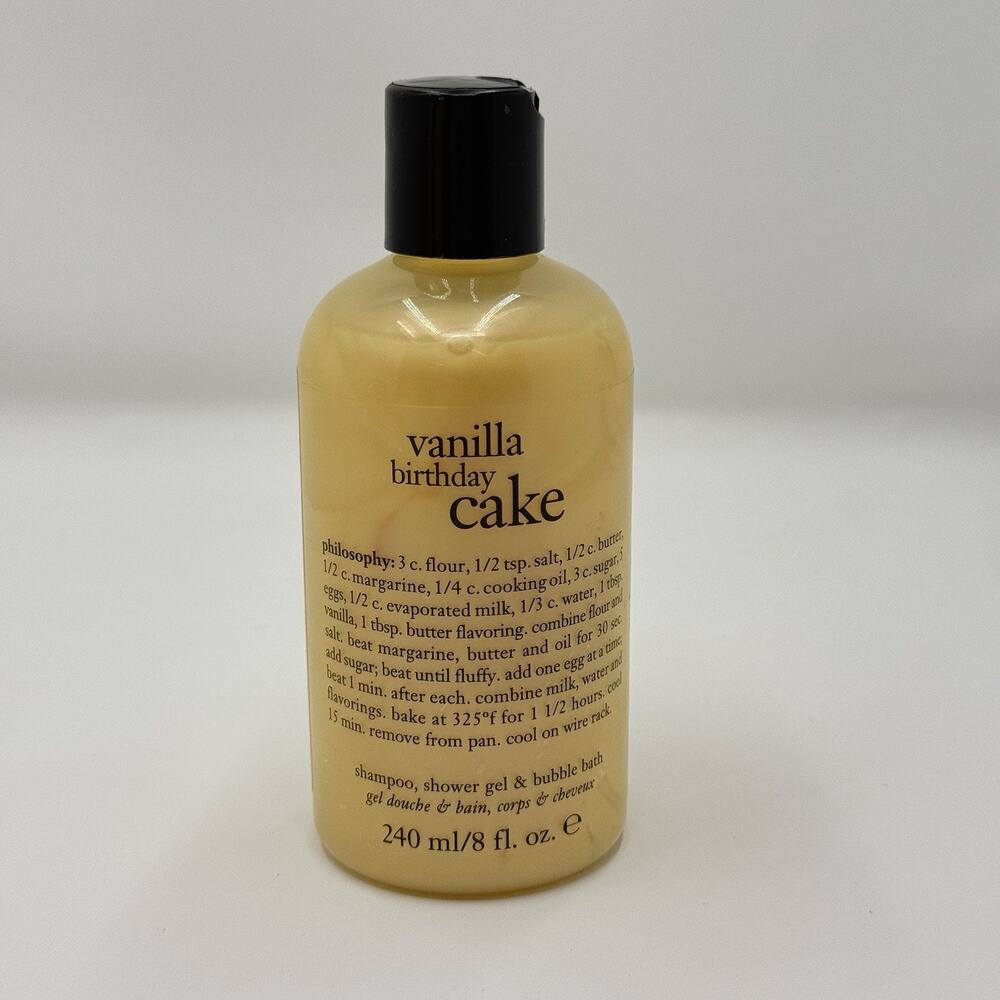 vanilla
birthday
cake
philosophy: 3 c. flour, 1/2 tsp. salt, 1/2 c. butter,
1/2 c. margarine, 1/4 c. cooking oil, 3 c. sugar, 5
eggs, 1/2 c. evaporated milk, 1/3 c. water, 1 tbsp.
vanilla, 1 tbsp. butter flavoring. combine flour and
salt. beat margarine, butter and oil for 30 sec.
add sugar; beat until fluffy. add one egg at a time;
beat 1 min. after each. combine milk, water and
flavorings. bake at 325ºf for 1 1/2 hours. cool
15 min. remove from pan. cool on wire rack.
shampoo, shower gel & bubble bath
gel douche & bain, corps & cheveux
240 ml/8 fl. oz. ℮